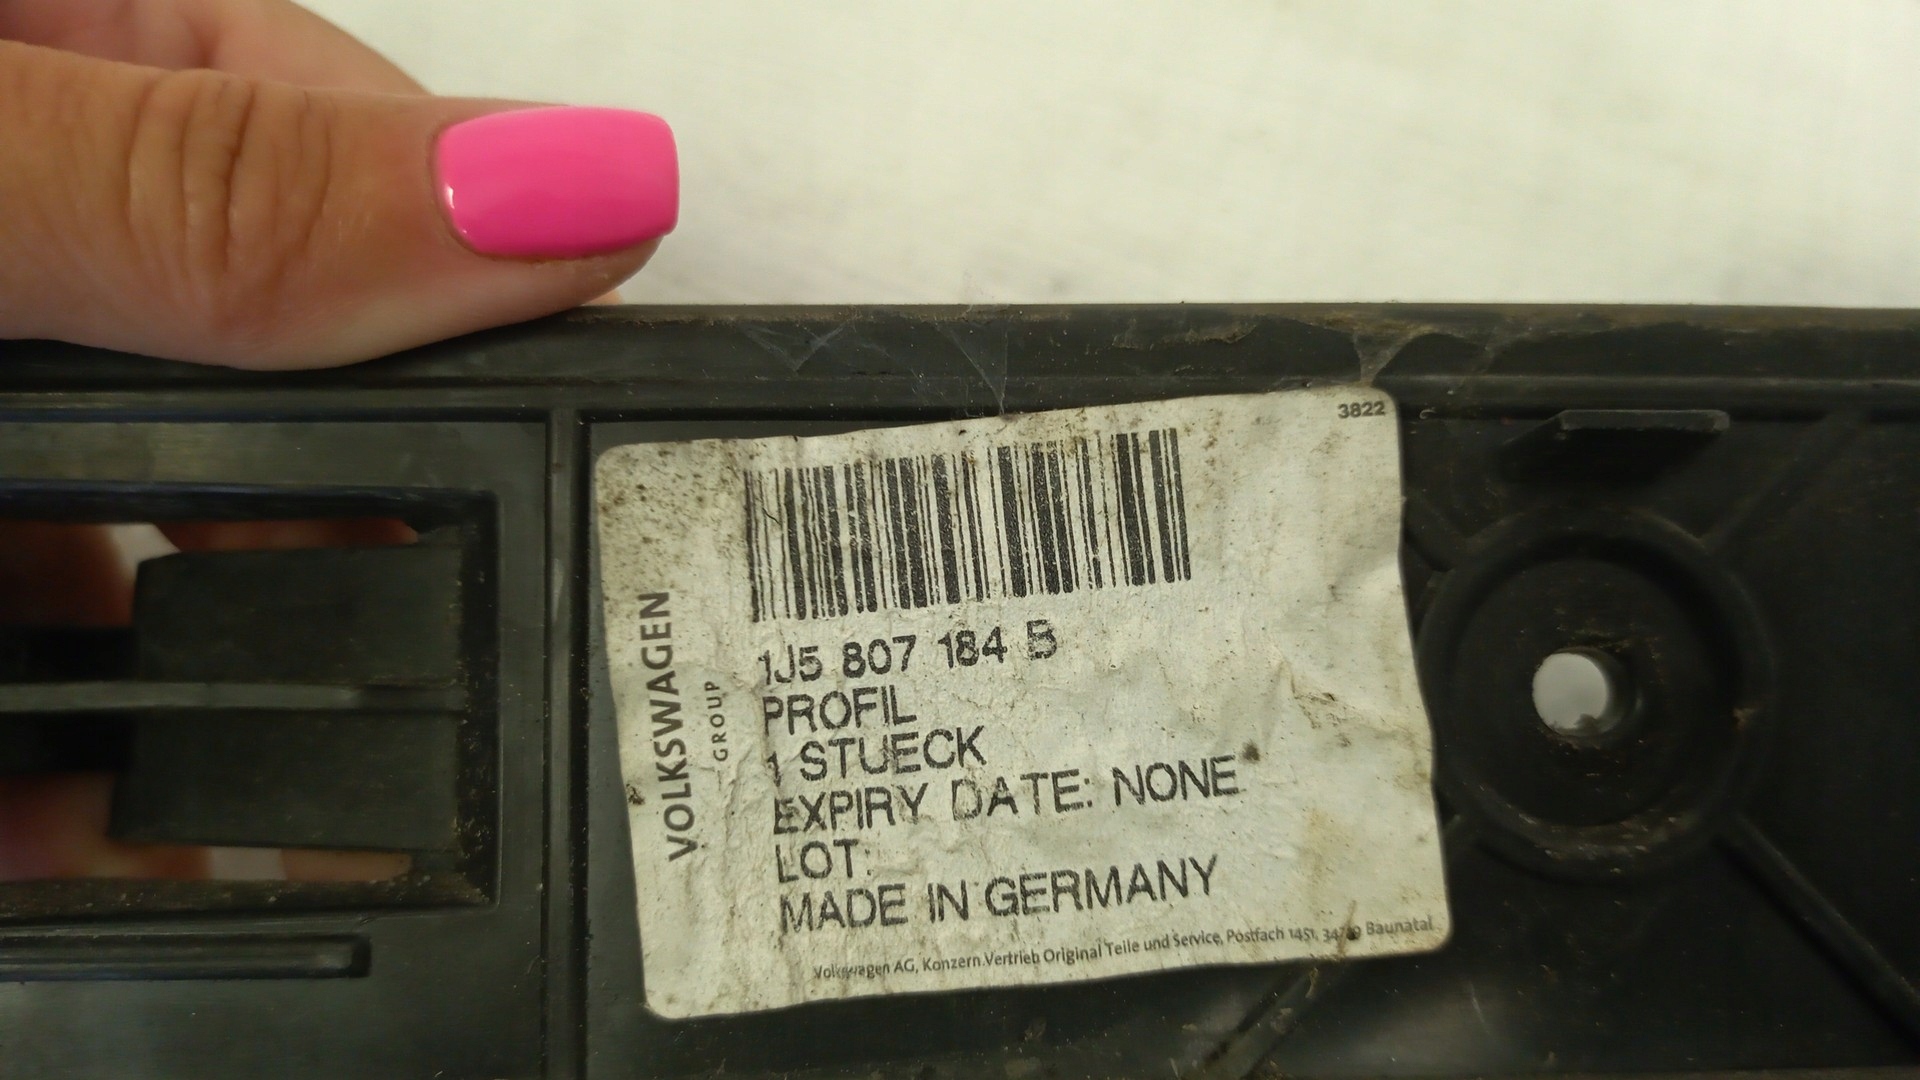 3822
VOLKSWAGEN
GROUP
1J5 807 184 B
PROFIL
1 STUECK
EXPIRY DATE: NONE
LOT:
MADE IN GERMANY
Volkswagen AG, Konzern Vertrieb Original Teile und Service, Postfach 1451, Baunatal